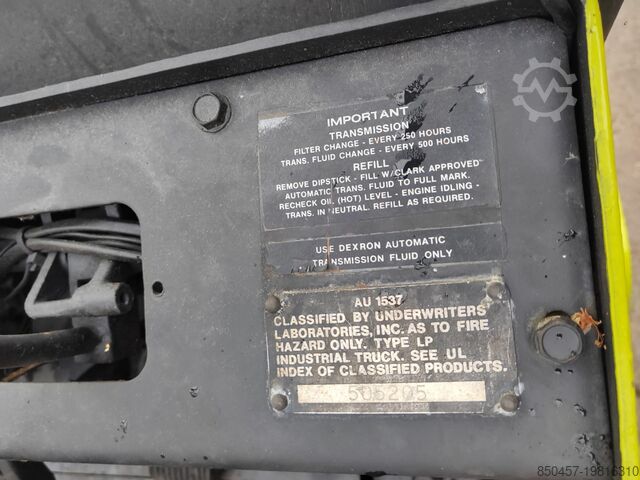 IMPORTANT
TRANSMISSION
FILTER CHANGE - EVERY 250 HOURS
TRANS. FLUID CHANGE - EVERY 500 HOURS
REFILL
REMOVE DIPSTICK - FILL W/CLARK APPROVED
AUTOMATIC TRANS. FLUID TO FULL MARK.
RECHECK OIL (HOT) LEVEL - ENGINE IDLING -
TRANS. IN NEUTRAL. REFILL AS REQUIRED.
USE DEXRON AUTOMATIC
TRANSMISSION FLUID ONLY
AU 1537
CLASSIFIED BY UNDERWRITERS'
LABORATORIES, INC. AS TO FIRE
HAZARD ONLY. TYPE LP
INDUSTRIAL TRUCK. SEE UL
INDEX OF CLASSIFIED PRODUCTS.
505205
850457-19816310